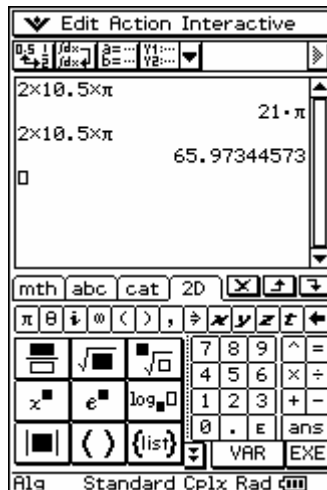 Edit Action Interactive
2×10.5×π
21·π
2×10.5×π
65.97344573
mth abc cat 2D
π θ i ∞ ( ) , ⇒ x y z t ←
√■ 7 8 9 ^ =
4 5 6 × ÷
x■ e■ log■□ 1 2 3 + −
0 . E ans
|■| ( ) {list} VAR EXE
Alg Standard Cplx Rad